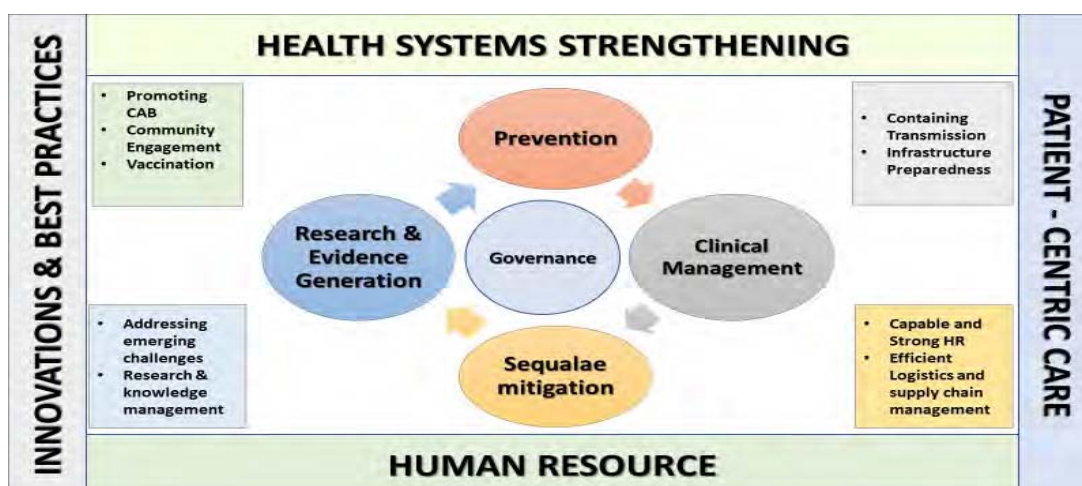 HEALTH SYSTEMS STRENGTHENING
INNOVATIONS & BEST PRACTICES
• Promoting
CAB
• Community
Engagement
• Vaccination
Prevention
• Containing
Transmission
• Infrastructure
Preparedness
Research &
Evidence
Generation
Governance
Clinical
Management
• Addressing
emerging
challenges
• Research &
knowledge
management
Sequalae
mitigation
• Capable and
Strong HR
• Efficient
Logistics and
supply chain
management
PATIENT - CENTRIC CARE
HUMAN RESOURCE